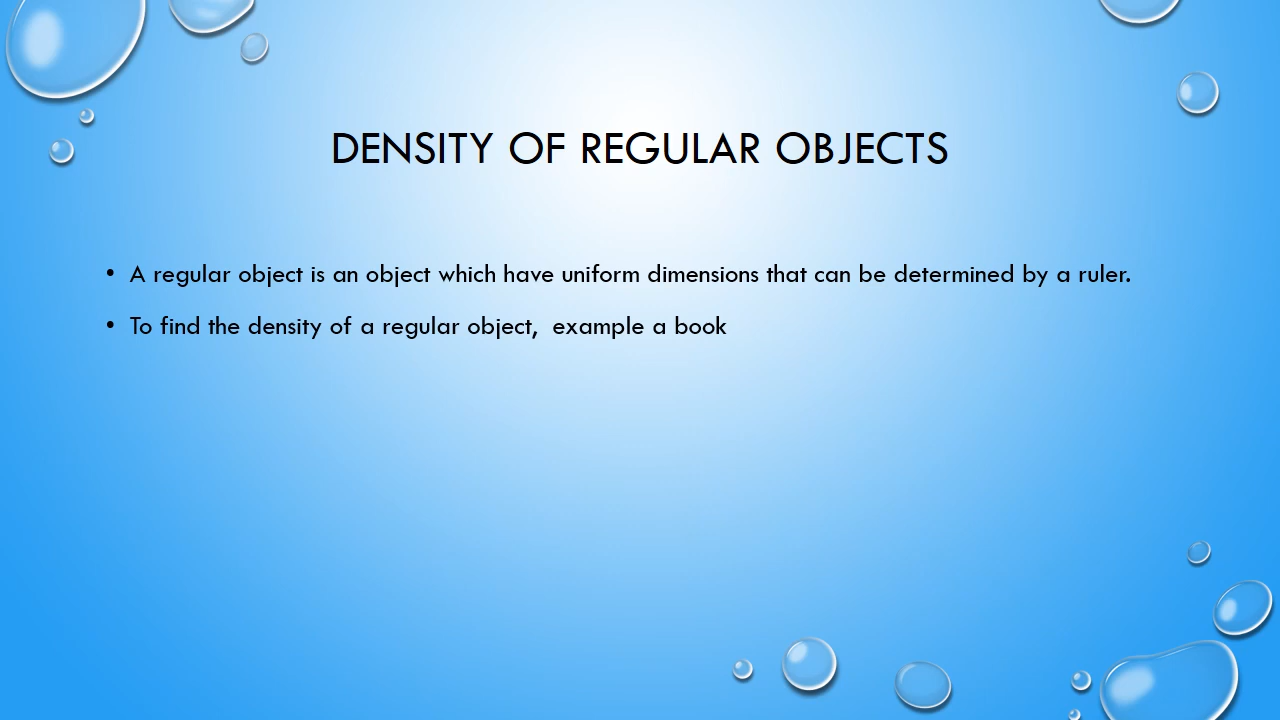 DENSITY OF REGULAR OBJECTS
• A regular object is an object which have uniform dimensions that can be determined by a ruler.
• To find the density of a regular object,  example a book